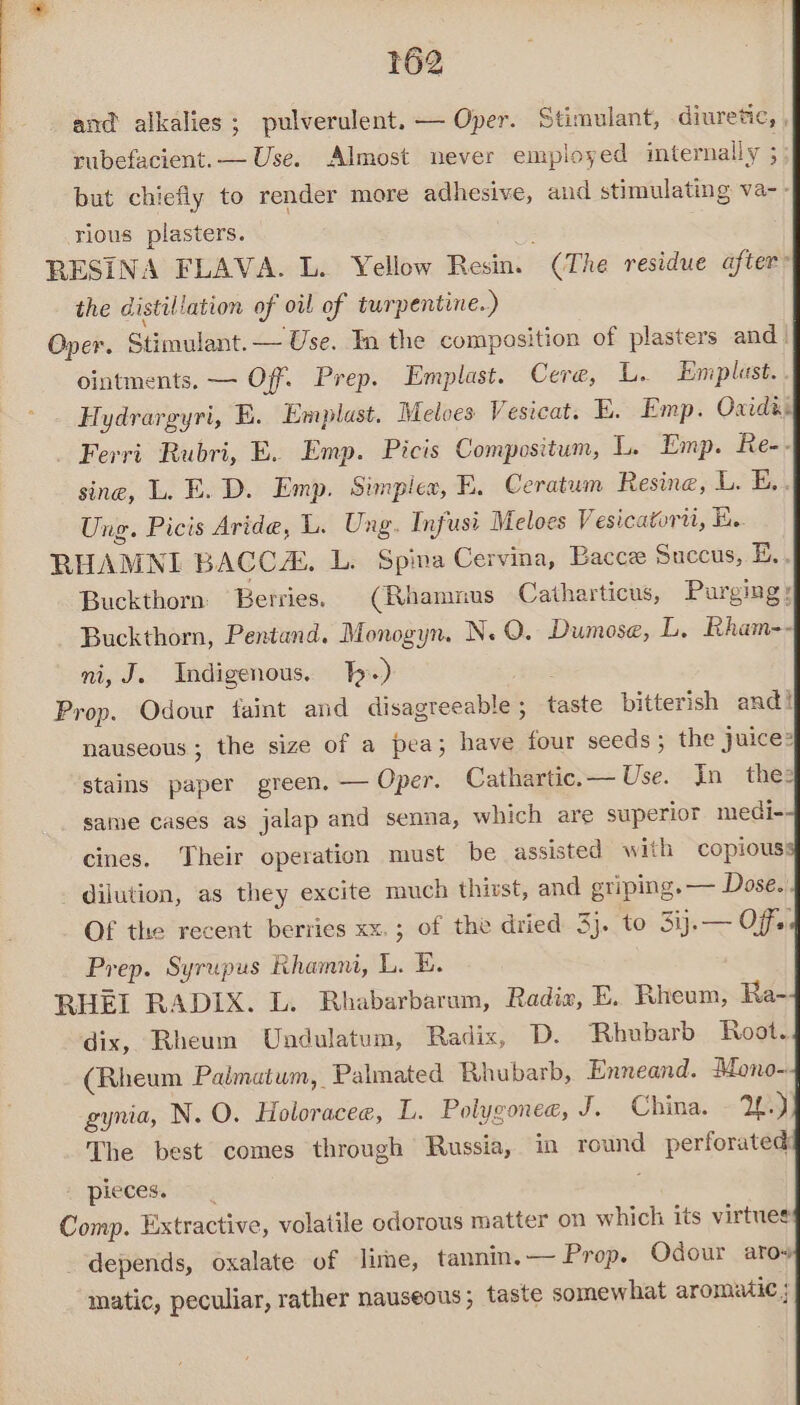 162
and alkalies; pulverulent. — Oper. Stimulant, diuretic,
rubefacient. — Use. Almost never employed internally;
but chiefly to render more adhesive, and stimulating va-
rious plasters.
RESINA FLAVA. L. Yellow Resin. (The residue after
the distillation of oil of turpentine.)
Oper. Stimulant. — Use. In the composition of plasters and
ointments. — Off. Prep. Emplast. Ceræ, L. Emplast.
Hydrargyri, E. Emplast. Meloes Vesicat. E. Emp. Oxidi
Ferri Rubri, E. Emp. Picis Compositum, L. Emp. Re-
sinæ, L. E. D. Emp. Simplex, E. Ceratum Resinæ, L. E.
Ung. Picis Aridæ, L. Ung. Infusi Meloes Vesicatorii, E.
RHAMNI BACCÆ. L. Spina Cervina, Baccæ Succus, E.
Buckthorn Berries. (Rhamnus Catharticus, Purging
Buckthorn, Pentand. Monogyn. N. O. Dumosæ, L. Rham-
ni, J. Indigenous. ♄.)
Prop. Odour faint and disagreeable; taste bitterish and
nauseous; the size of a pea; have four seeds; the juice
stains paper green. — Oper. Cathartic. — Use. In the
same cases as jalap and senna, which are superior medi-
cines. Their operation must be assisted with copious
dilution, as they excite much thirst, and griping. — Dose.
Of the recent berries xx.; of the dried ʒj. to ʒij. — Off.
Prep. Syrupus Rhamni, L. E.
RHEI RADIX. L. Rhabarbarum, Radix, E. Rheum, Ra-
dix, Rheum Undulatum, Radix, D. Rhubarb Root.
(Rheum Palmatum, Palmated Rhubarb, Enneand. Mono-
gynia, N. O. Holoraceæ, L. Polygoneæ, J. China. ♃.)
The best comes through Russia, in round perforated
pieces.
Comp. Extractive, volatile odorous matter on which its virtues
depends, oxalate of lime, tannin. — Prop. Odour aro-
matic, peculiar, rather nauseous; taste somewhat aromatic;